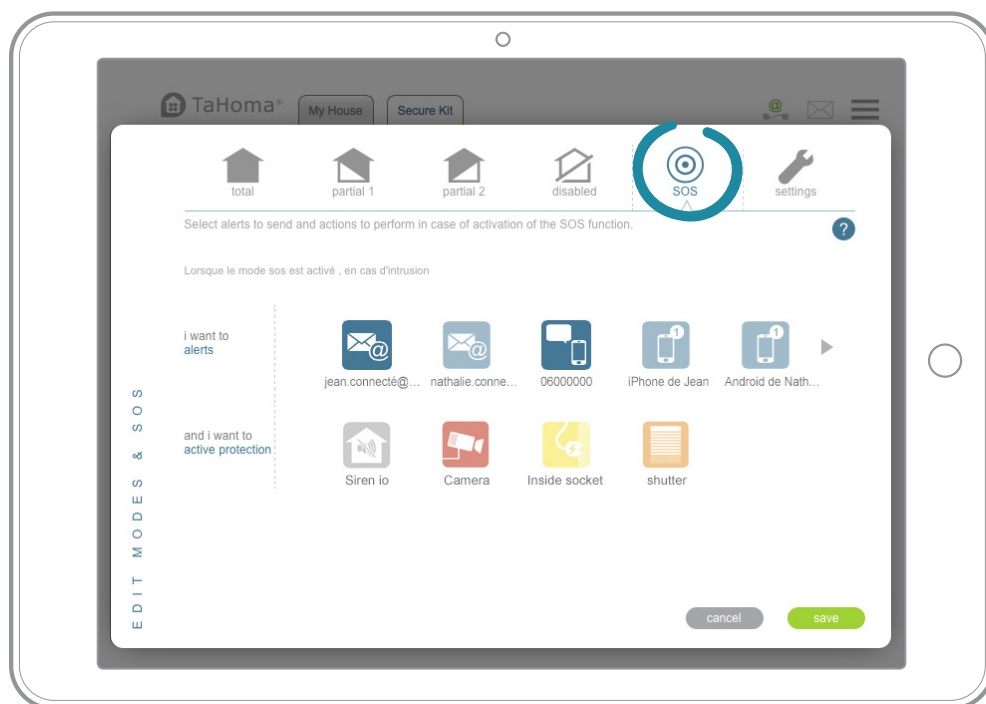 TaHoma®
My House
Secure Kit
@
total
partial 1
partial 2
disabled
SOS
settings
Select alerts to send and actions to perform in case of activation of the SOS function.
?
Lorsque le mode sos est activé , en cas d'intrusion
i want to
alerts
@
@
1
1
jean.connecté@...
nathalie.conne...
06000000
iPhone de Jean
Android de Nath...
and i want to
active protection
Siren io
Camera
Inside socket
shutter
EDIT MODES & SOS
cancel
save